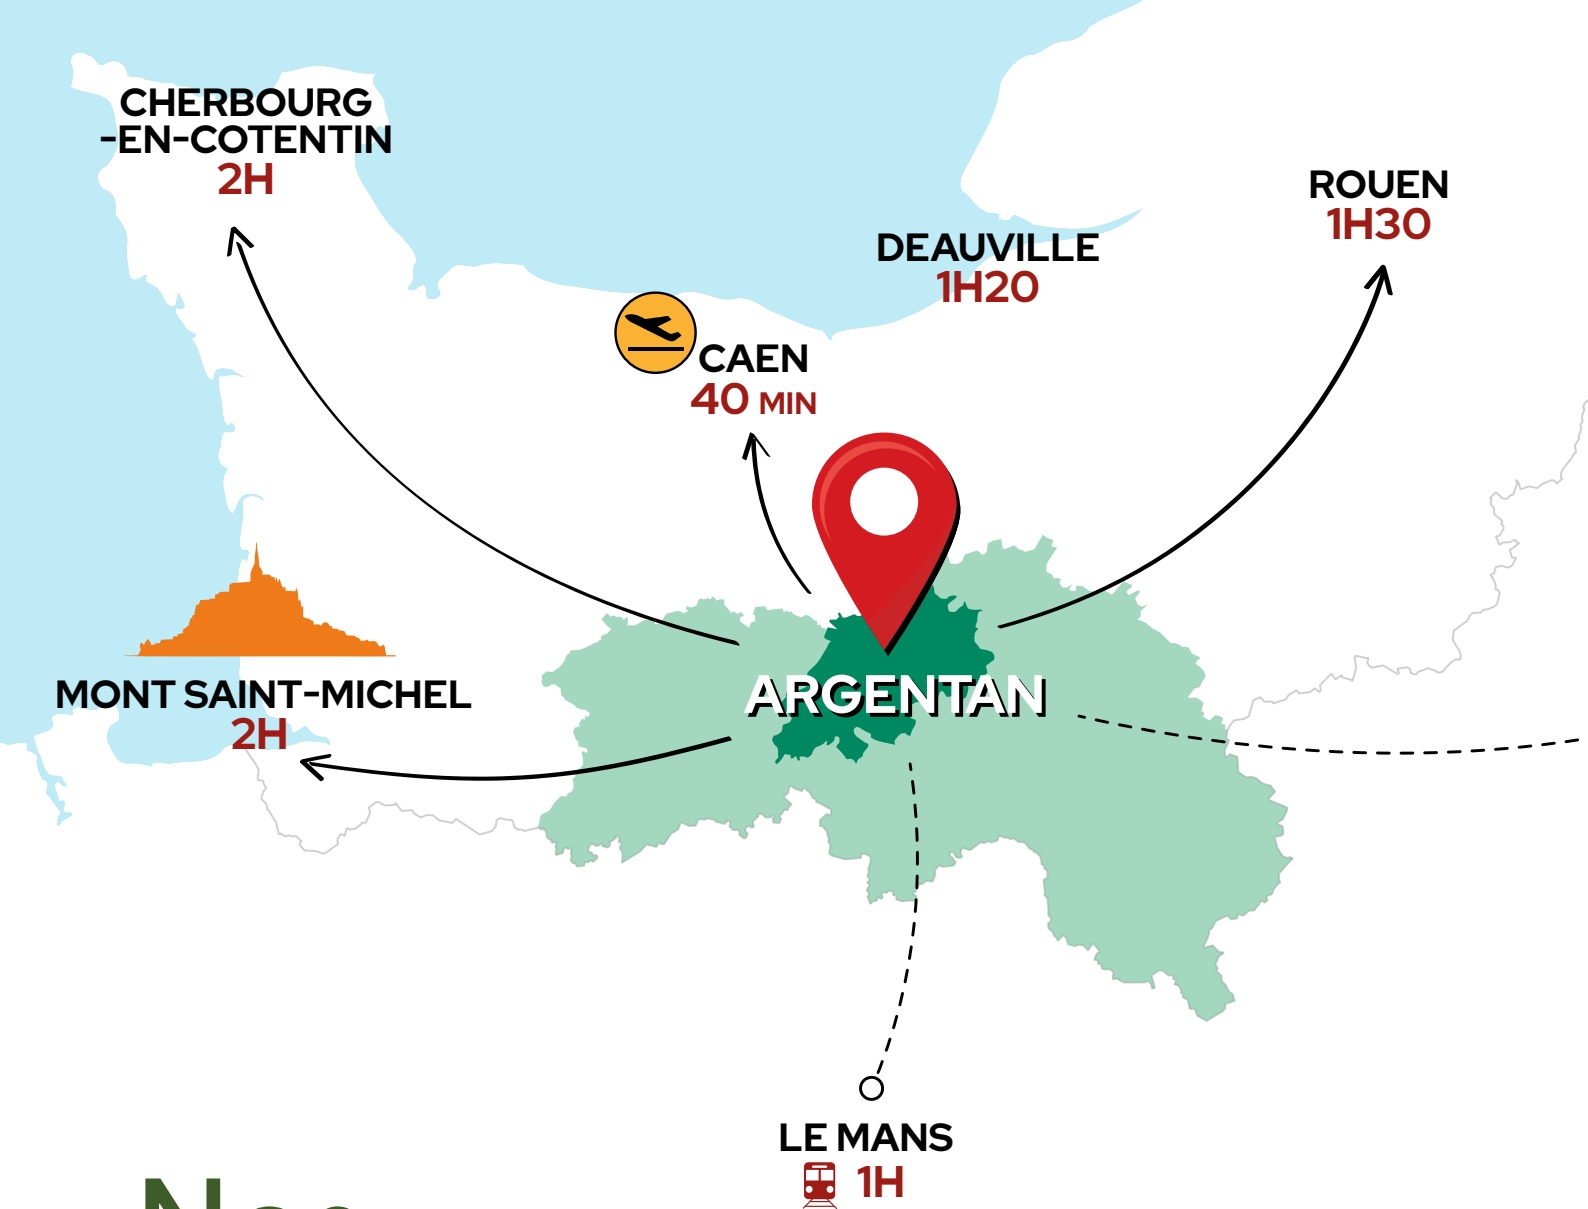 CHERBOURG
-EN-COTENTIN
2H
ROUEN
1H30
DEAUVILLE
1H20
CAEN
40 MIN
MONT SAINT-MICHEL
2H
ARGENTAN
LE MANS
1H